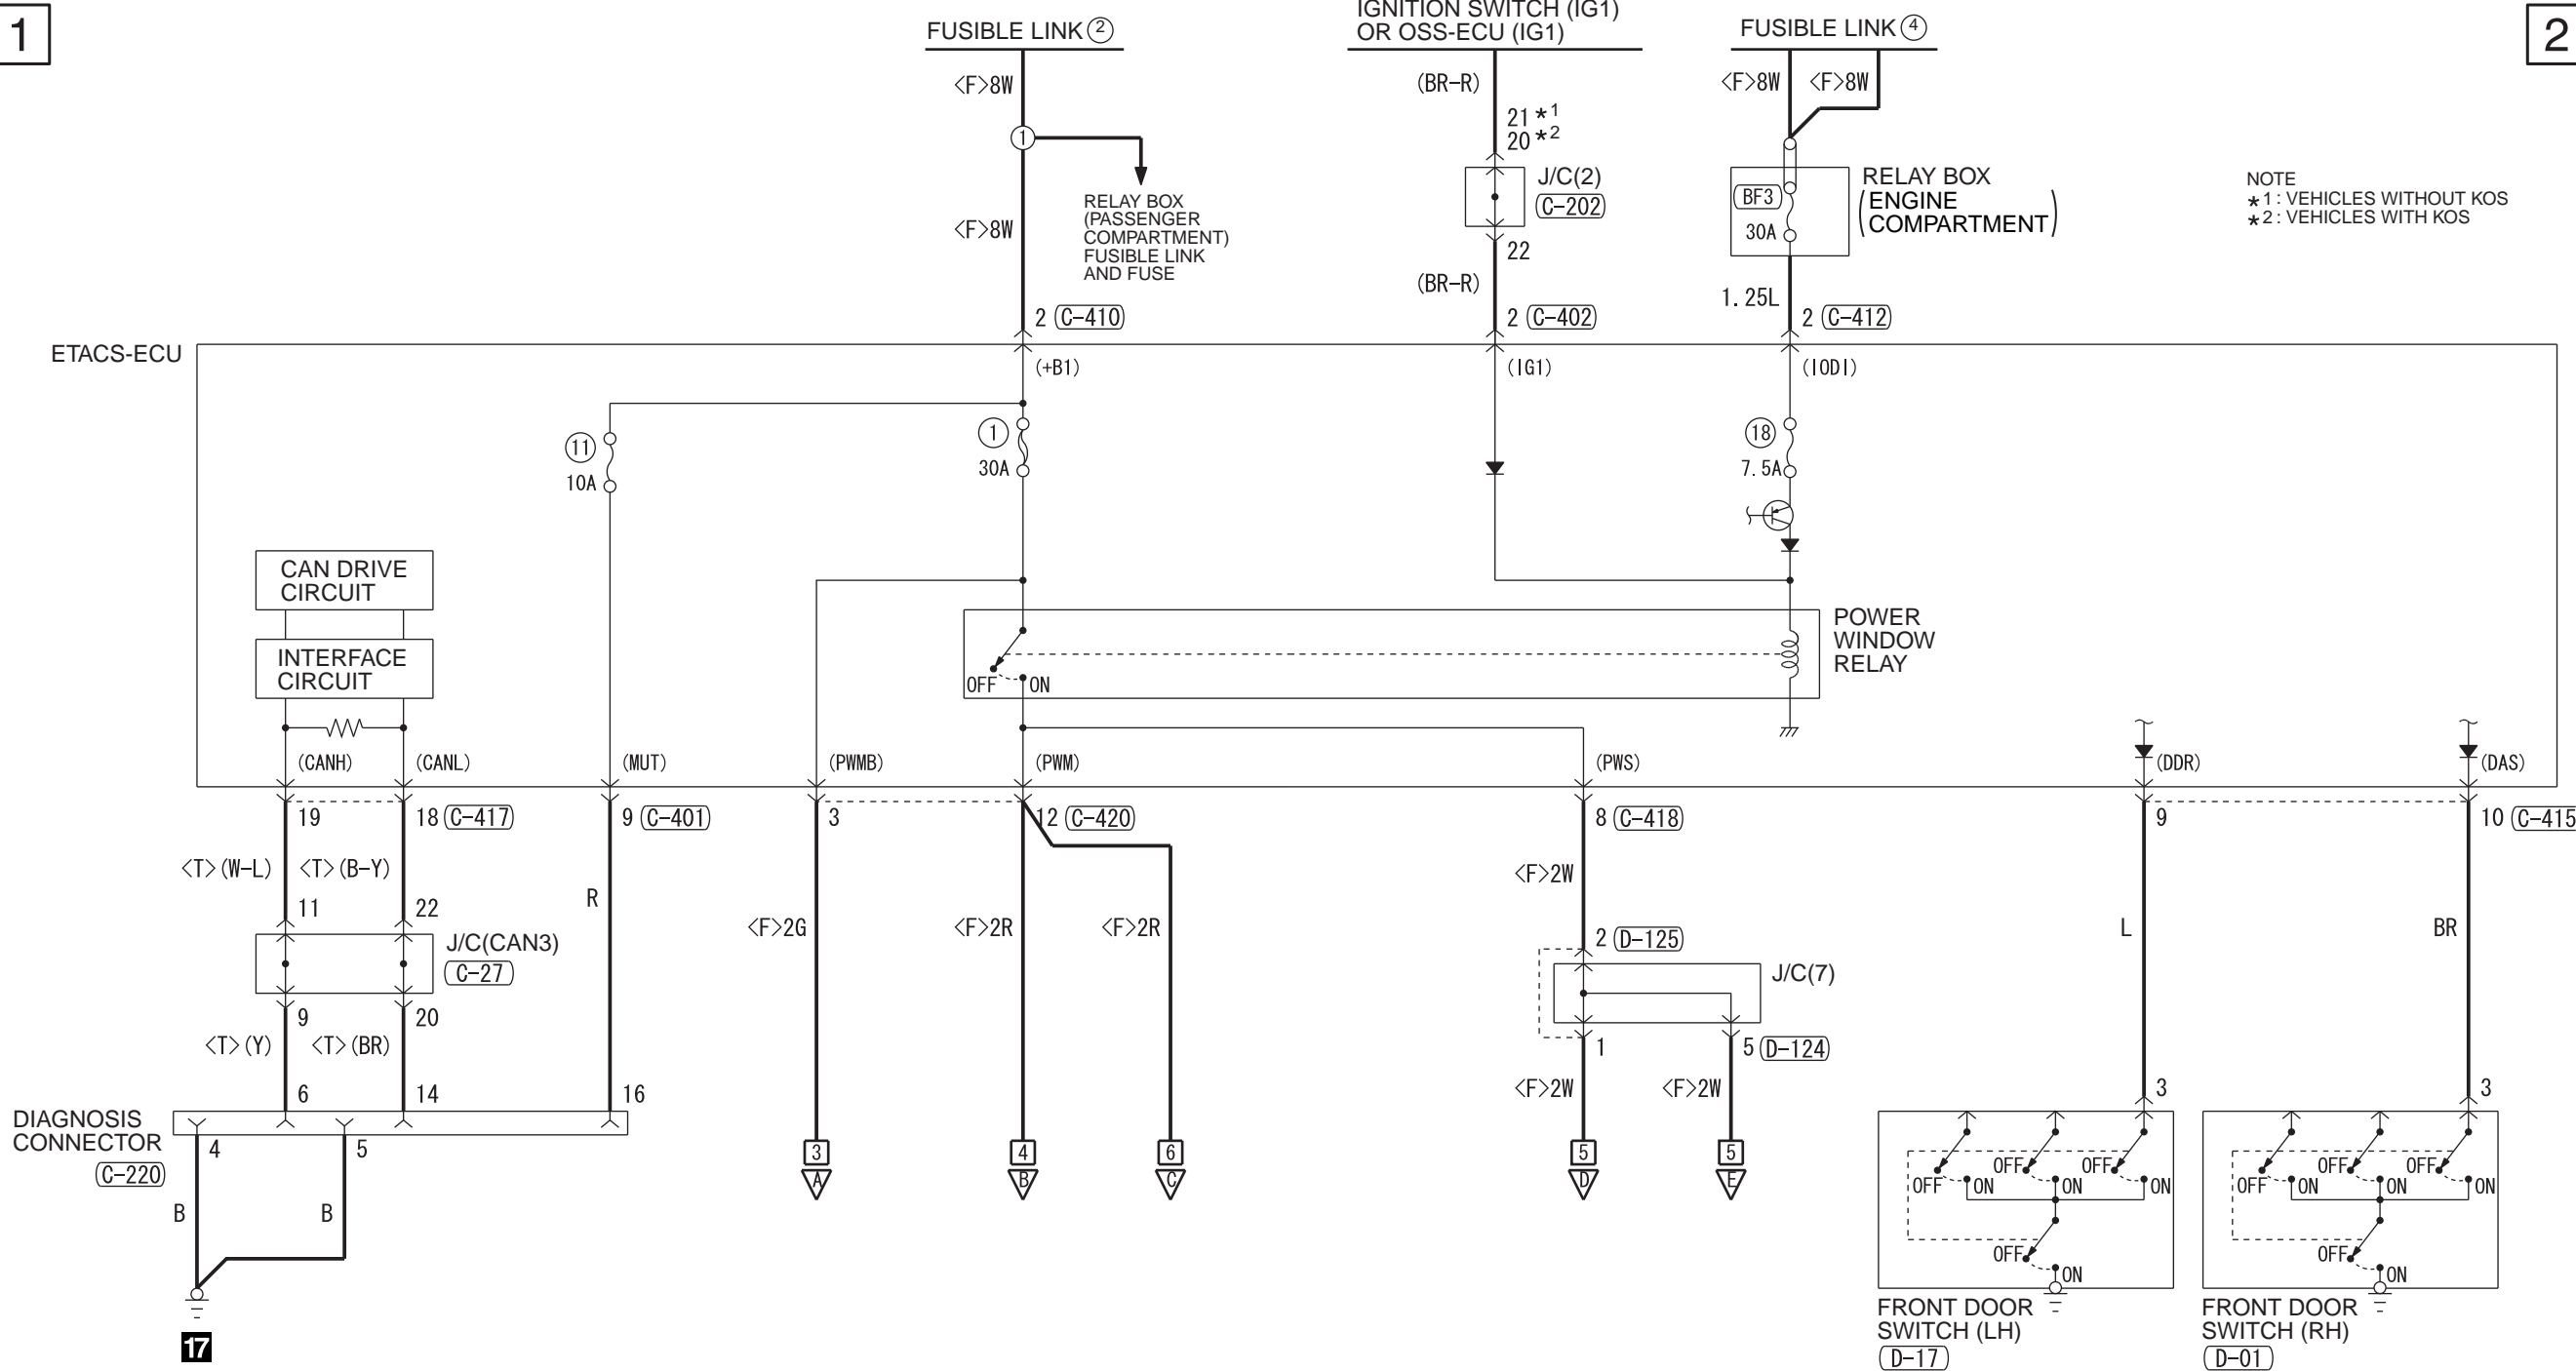 1
2
FUSIBLE LINK 2
IGNITION SWITCH (IG1)
OR OSS-ECU (IG1)
FUSIBLE LINK 4
<F>8W
(BR-R)
<F>8W
<F>8W
21 *1
20 *2
1
RELAY BOX
(PASSENGER
COMPARTMENT)
FUSIBLE LINK
AND FUSE
<F>8W
J/C(2)
C-202
22
(BR-R)
BF3
30A
RELAY BOX
(ENGINE
COMPARTMENT)
1.25L
NOTE
*1 : VEHICLES WITHOUT KOS
*2 : VEHICLES WITH KOS
2 C-410
2 C-402
2 C-412
ETACS-ECU
(+B1)
(IG1)
(IODI)
11
10A
1
30A
18
7.5A
CAN DRIVE
CIRCUIT
INTERFACE
CIRCUIT
OFF
ON
POWER
WINDOW
RELAY
(CANH)
(CANL)
(MUT)
(PWMB)
(PWM)
(PWS)
(DDR)
(DAS)
19
18 C-417
9 C-401
3
12 C-420
8 C-418
9
10 C-415
<T>(W-L)
<T>(B-Y)
R
<F>2G
<F>2R
<F>2R
<F>2W
L
BR
11
22
J/C(CAN3)
C-27
2 D-125
J/C(7)
9
20
1
5 D-124
<T>(Y)
<T>(BR)
<F>2W
<F>2W
6
14
16
3
3
DIAGNOSIS
CONNECTOR
C-220
4
5
B
B
17
3
A
4
B
6
C
5
D
5
E
OFF
ON
OFF
ON
OFF
ON
OFF
ON
FRONT DOOR
SWITCH (LH)
D-17
OFF
ON
OFF
ON
OFF
ON
OFF
ON
FRONT DOOR
SWITCH (RH)
D-01